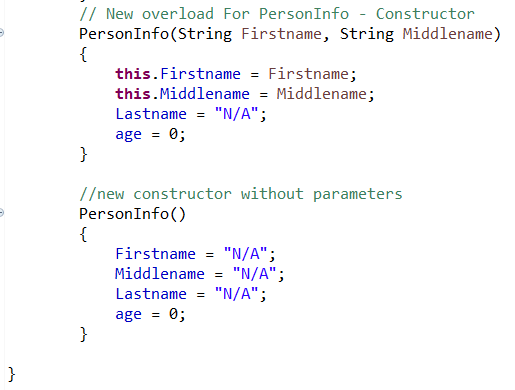 // New overload For PersonInfo - Constructor
PersonInfo(String Firstname, String Middlename)
{
this.Firstname = Firstname;
this.Middlename = Middlename;
Lastname = "N/A";
age = 0;
}
//new constructor without parameters
PersonInfo()
{
Firstname = "N/A";
Middlename = "N/A";
Lastname = "N/A";
age = 0;
}
}